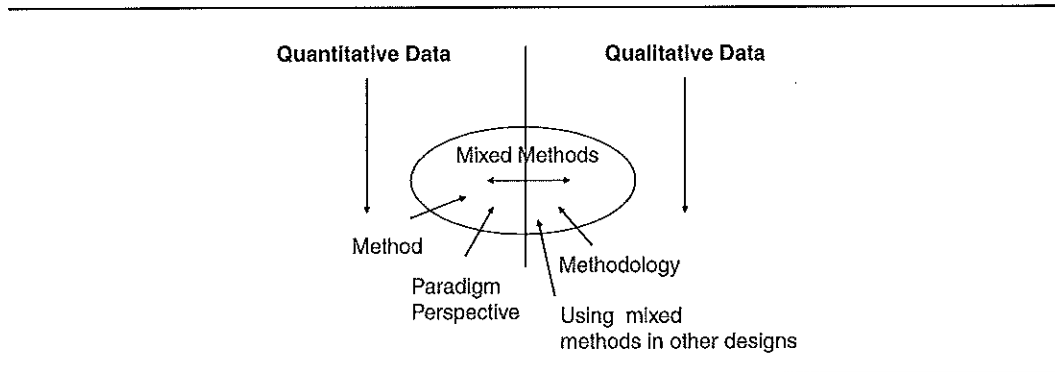 Quantitative Data
Qualitative Data
Mixed Methods
Method
Methodology
Paradigm
Perspective
Using mixed
methods in other designs